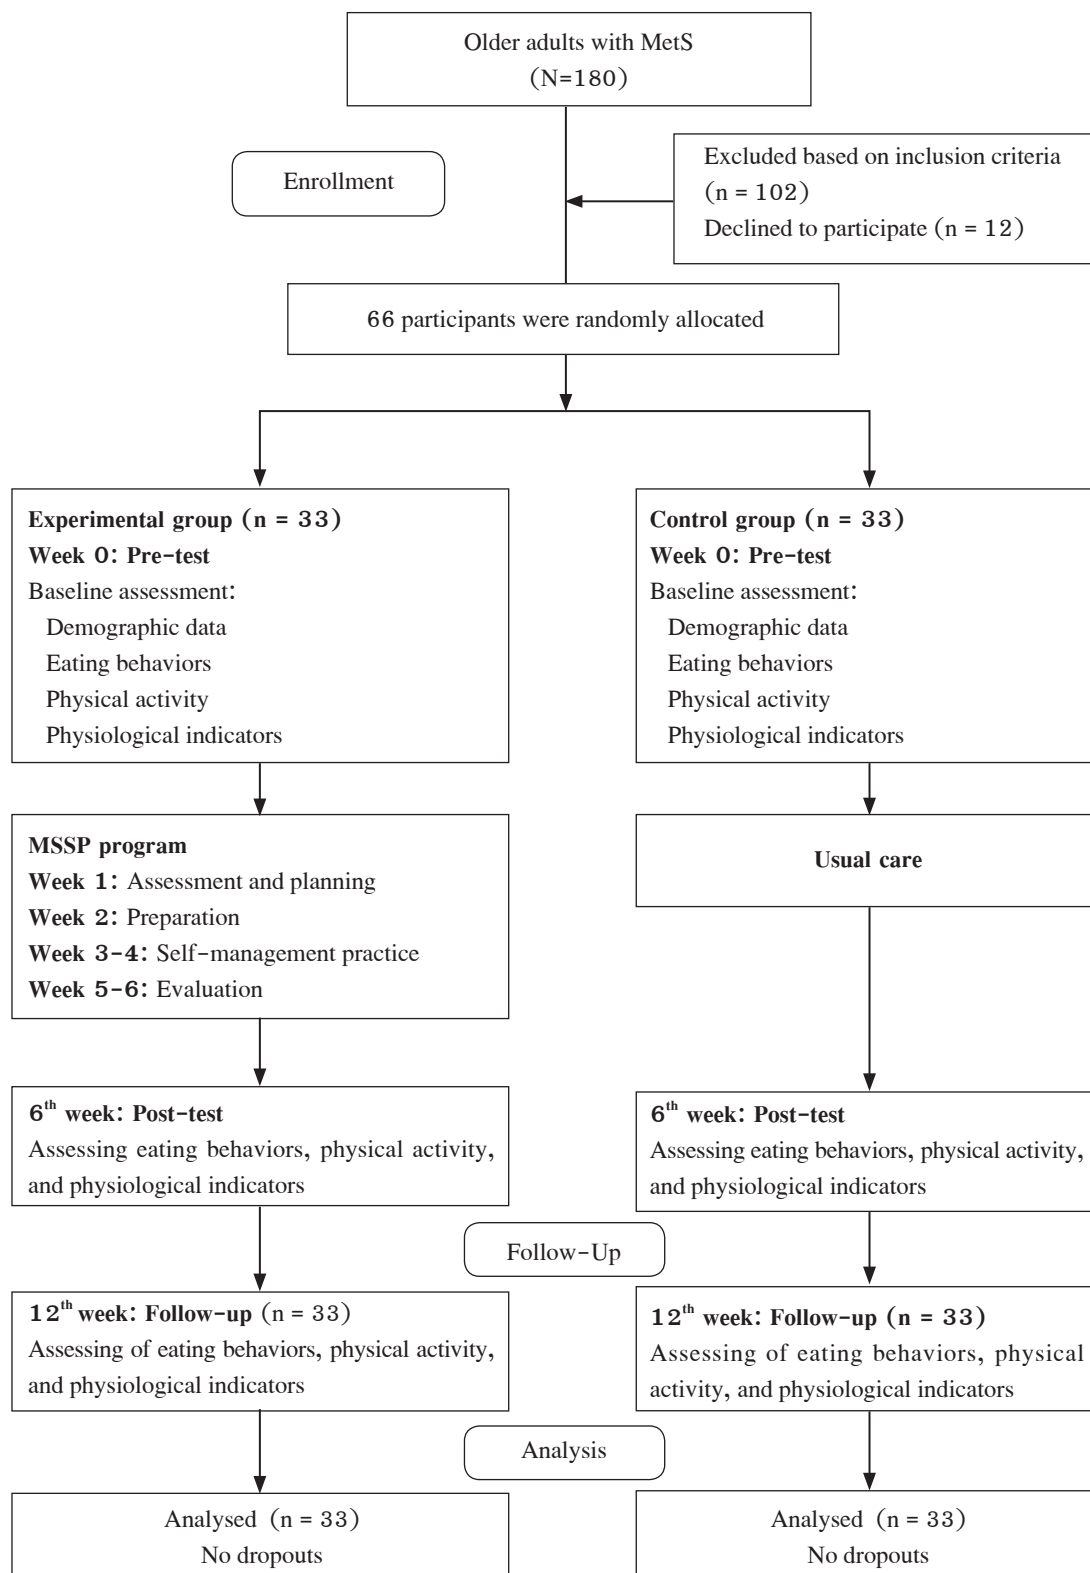 Older adults with MetS
(N=180)
Enrollment
Excluded based on inclusion criteria
(n = 102)
Declined to participate (n = 12)
66 participants were randomly allocated
Experimental group (n = 33)
Week 0: Pre-test
Baseline assessment:
Demographic data
Eating behaviors
Physical activity
Physiological indicators
Control group (n = 33)
Week 0: Pre-test
Baseline assessment:
Demographic data
Eating behaviors
Physical activity
Physiological indicators
MSSP program
Week 1: Assessment and planning
Week 2: Preparation
Week 3-4: Self-management practice
Week 5-6: Evaluation
Usual care
6th week: Post-test
Assessing eating behaviors, physical activity,
and physiological indicators
6th week: Post-test
Assessing eating behaviors, physical activity,
and physiological indicators
Follow-Up
12th week: Follow-up (n = 33)
Assessing of eating behaviors, physical activity,
and physiological indicators
12th week: Follow-up (n = 33)
Assessing of eating behaviors, physical
activity, and physiological indicators
Analysis
Analysed (n = 33)
No dropouts
Analysed (n = 33)
No dropouts